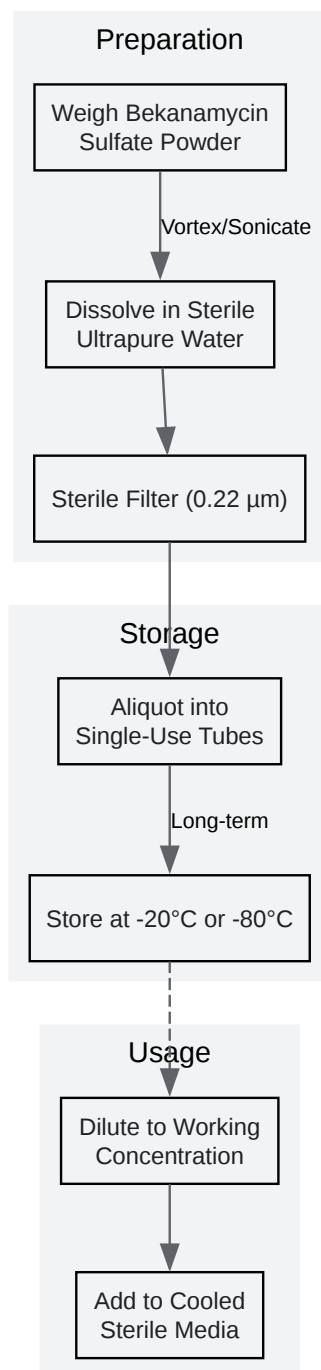 Preparation
Weigh Bekanamycin
Sulfate Powder
Vortex/Sonicate
Dissolve in Sterile
Ultrapure Water
Sterile Filter (0.22 µm)
Storage
Aliquot into
Single-Use Tubes
Long-term
Store at -20°C or -80°C
Usage
Dilute to Working
Concentration
Add to Cooled
Sterile Media